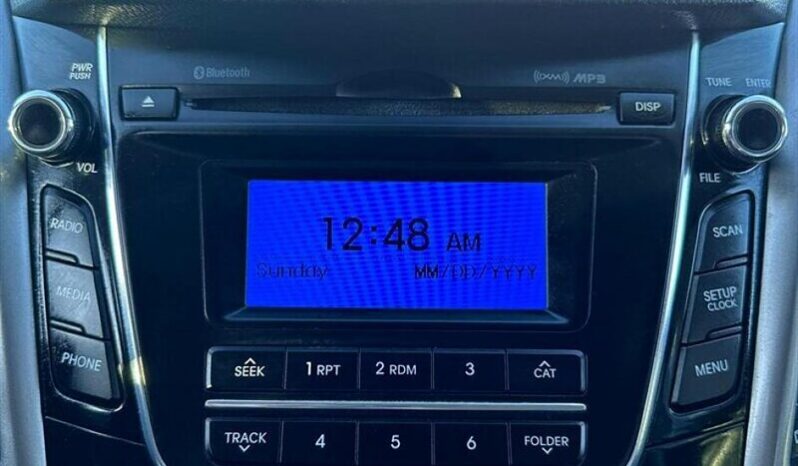 PWR
PUSH
Bluetooth
XM MP3
TUNE ENTER
DISP
VOL
FILE
RADIO
MEDIA
PHONE
12:48 AM
Sunday MM/DD/YYYY
SCAN
SETUP
CLOCK
MENU
SEEK 1 RPT 2 RDM 3 CAT
TRACK 4 5 6 FOLDER